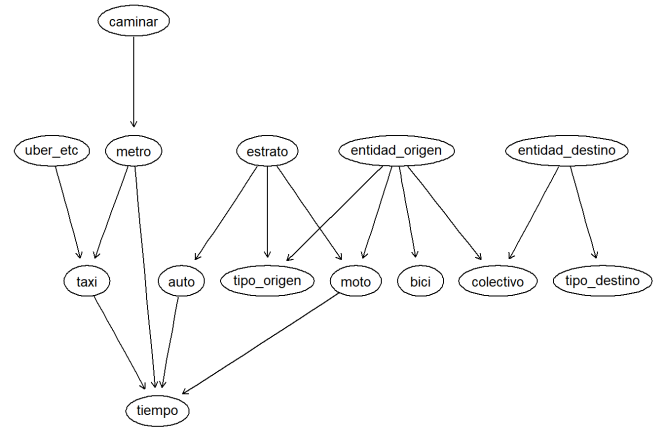 caminar
uber_etc
metro
estrato
entidad_origen
entidad_destino
taxi
auto
tipo_origen
moto
bici
colectivo
tipo_destino
tiempo